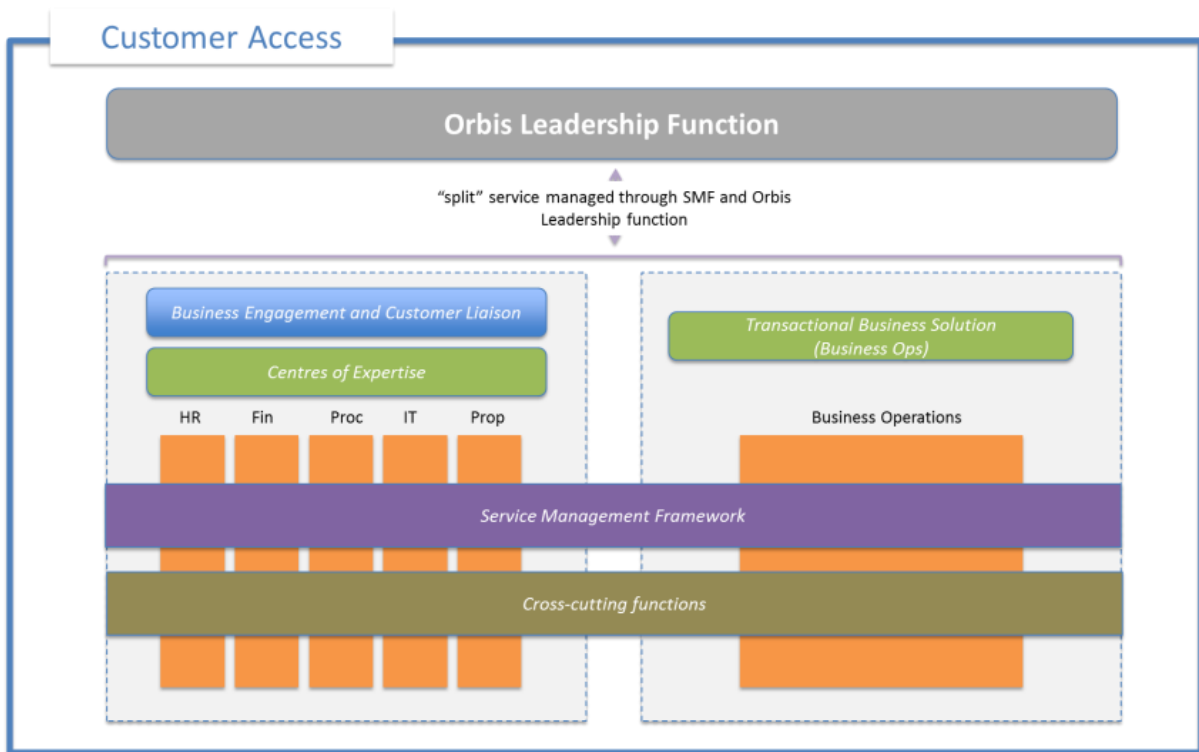 Customer Access
Orbis Leadership Function
“split” service managed through SMF and Orbis
Leadership function
Business Engagement and Customer Liaison
Centres of Expertise
HR Fin Proc IT Prop
Transactional Business Solution
(Business Ops)
Business Operations
Service Management Framework
Cross-cutting functions